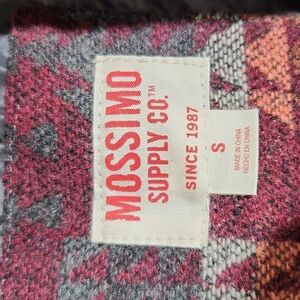 MOSSIMO
SUPPLY CO.™
SINCE 1987
S
MADE IN CHINA
HECHO EN CHINA